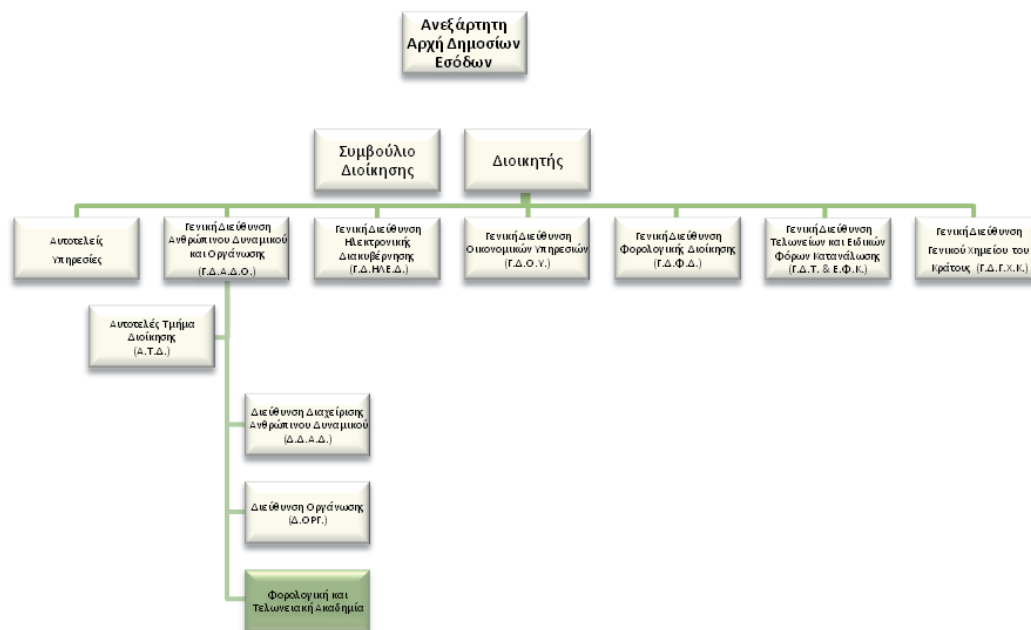 Ανεξάρτητη
Αρχή Δημοσίων
Εσόδων
Συμβούλιο
Διοίκησης
Διοικητής
Αυτοτελείς
Υπηρεσίες
Γενική Διεύθυνση
Ανθρώπινου Δυναμικού
και Οργάνωσης
(Γ.Δ.Α.Δ.Ο.)
Γενική Διεύθυνση
Ηλεκτρονικής
Διακυβέρνησης
(Γ.Δ.ΗΛΕ.Δ.)
Γενική Διεύθυνση
Οικονομικών Υπηρεσιών
(Γ.Δ.Ο.Υ.)
Γενική Διεύθυνση
Φορολογικής Διοίκησης
(Γ.Δ.Φ.Δ.)
Γενική Διεύθυνση
Τελωνείων και Ειδικών
Φόρων Κατανάλωσης
(Γ.Δ.Τ. & Ε.Φ.Κ.)
Γενική Διεύθυνση
Γενικού Χημείου του
Κράτους (Γ.Δ.Γ.Χ.Κ.)
Αυτοτελές Τμήμα
Διοίκησης
(Α.Τ.Δ.)
Διεύθυνση Διαχείρισης
Ανθρώπινου Δυναμικού
(Δ.Δ.Α.Δ.)
Διεύθυνση Οργάνωσης
(Δ.ΟΡΓ.)
Φορολογική και
Τελωνειακή Ακαδημία